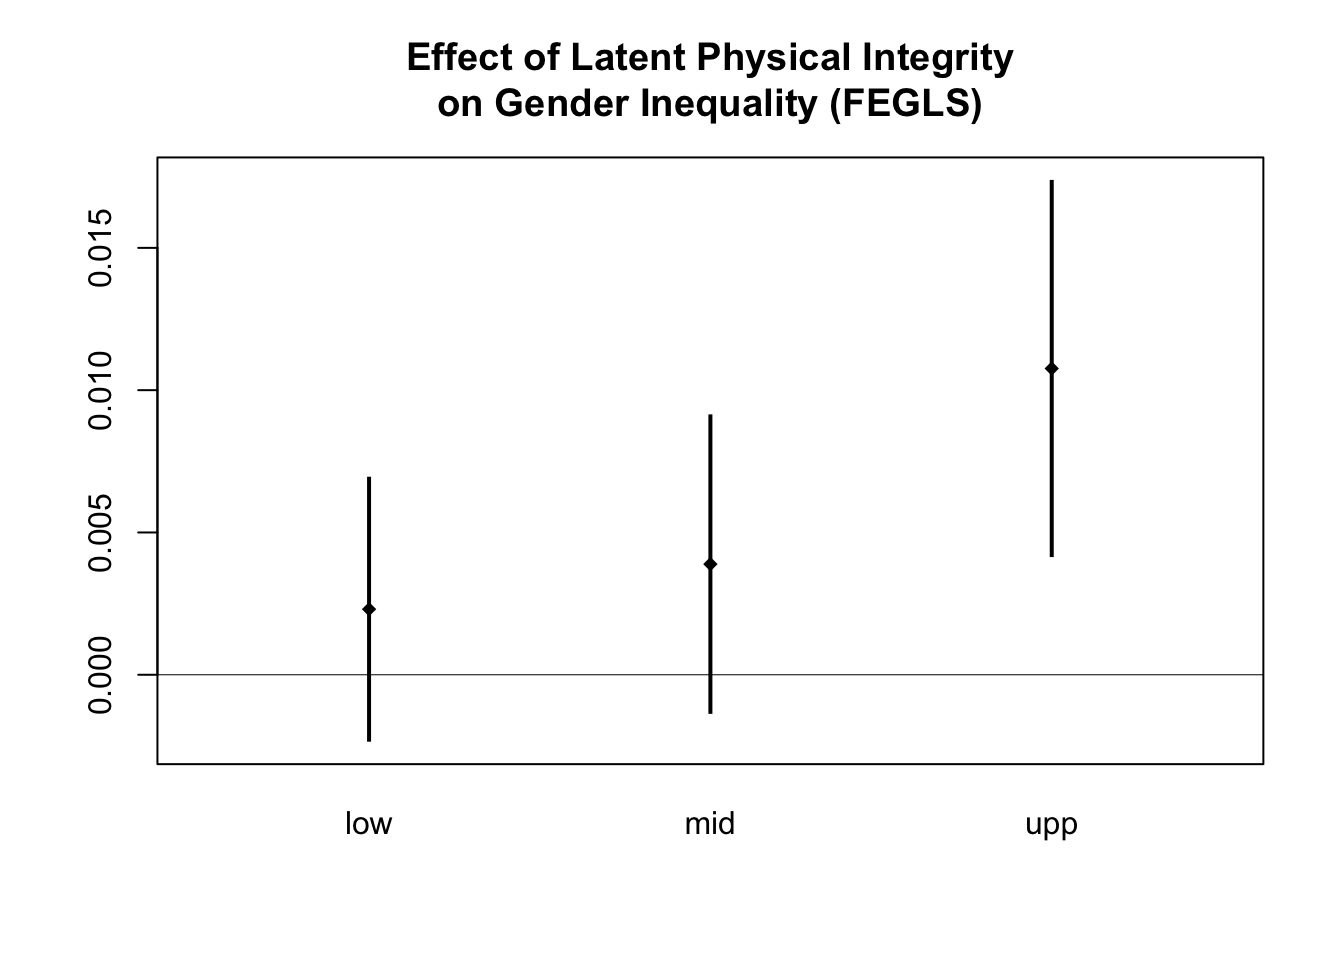 Effect of Latent Physical Integrity
on Gender Inequality (FEGLS)
0.015
0.010
0.005
0.000
low mid upp